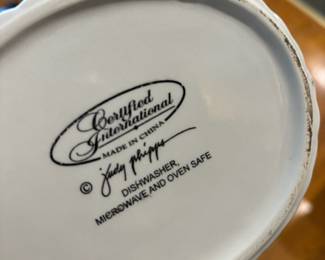 Certified
International
MADE IN CHINA
© judy phipps
DISHWASHER,
MICROWAVE AND OVEN SAFE